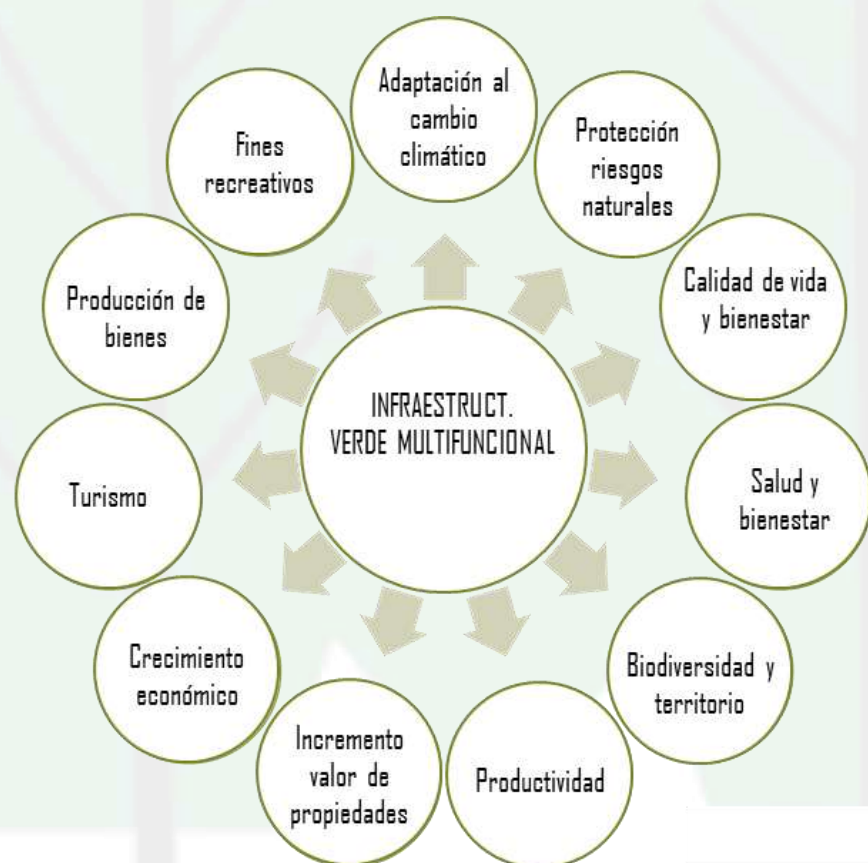 Adaptación al
cambio
climático
Protección
riesgos
naturales
Calidad de vida
y bienestar
Salud y
bienestar
Biodiversidad y
territorio
Productividad
Incremento
valor de
propiedades
Crecimiento
económico
Turismo
Producción de
bienes
Fines
recreativos
INFRAESTRUCT.
VERDE MULTIFUNCIONAL